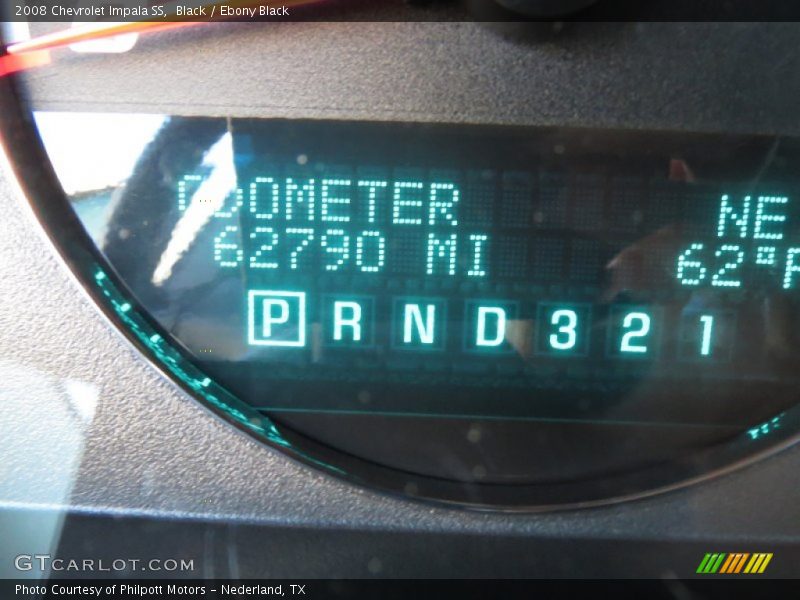 2008 Chevrolet Impala SS, Black / Ebony Black
ODOMETER NE
62790 MI 62°F
P R N D 3 2 1
GTCARLOT.COM
Photo Courtesy of Philpott Motors – Nederland, TX